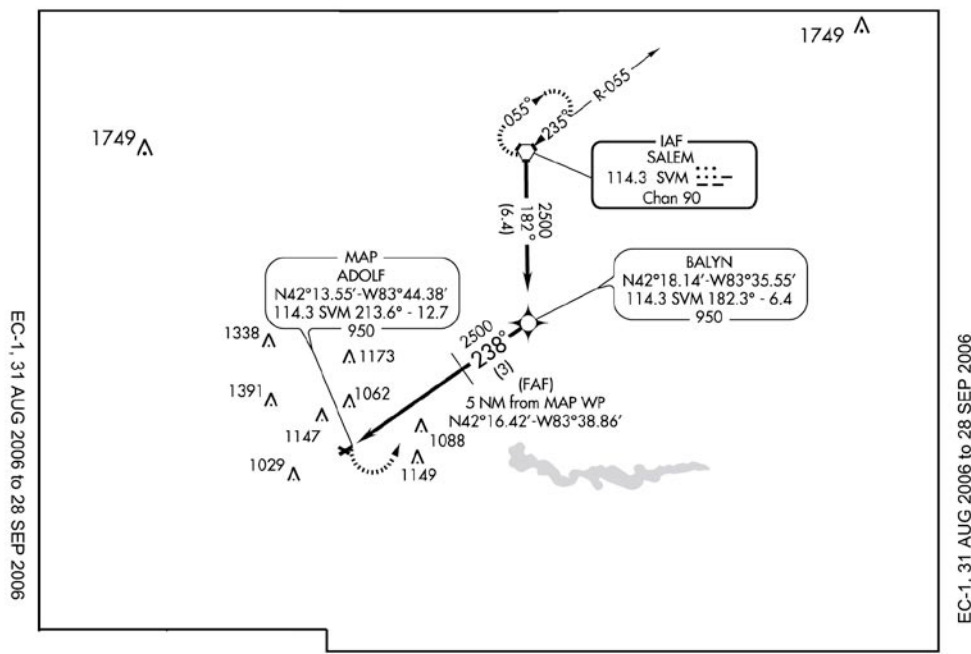 1749
1749
055°
235°
R-055
IAF
SALEM
114.3 SVM
Chan 90
2500
182°
(6.4)
MAP
ADOLF
N42°13.55'-W83°44.38'
114.3 SVM 213.6° - 12.7
950
BALYN
N42°18.14'-W83°35.55'
114.3 SVM 182.3° - 6.4
950
2500
238°
(3)
(FAF)
5 NM from MAP WP
N42°16.42'-W83°38.86'
1338
1173
1391
1062
1147
1088
1029
1149
EC-1, 31 AUG 2006 to 28 SEP 2006
EC-1, 31 AUG 2006 to 28 SEP 2006